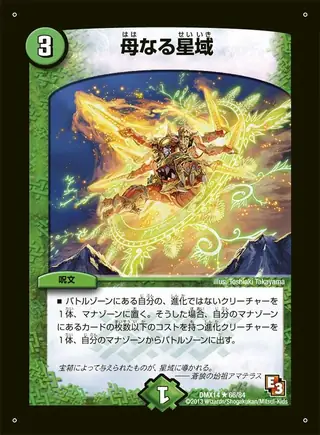 3
はは
せいいき
母なる星域
illus. Toshiaki Takayama
呪文
■ バトルゾーンにある自分の、進化ではないクリーチャーを
1体、マナゾーンに置く。そうした場合、自分のマナゾーン
にあるカードの枚数以下のコストを持つ進化クリーチャーを
1体、自分のマナゾーンからバトルゾーンに出す。
宝籤によって与えられたものが、星域に導かれる。
——蒼狼の始祖アマテラス
1
E3
DMX14 ★ 66/84
©2013 Wizards/Shogakukan/Mitsui-Kids